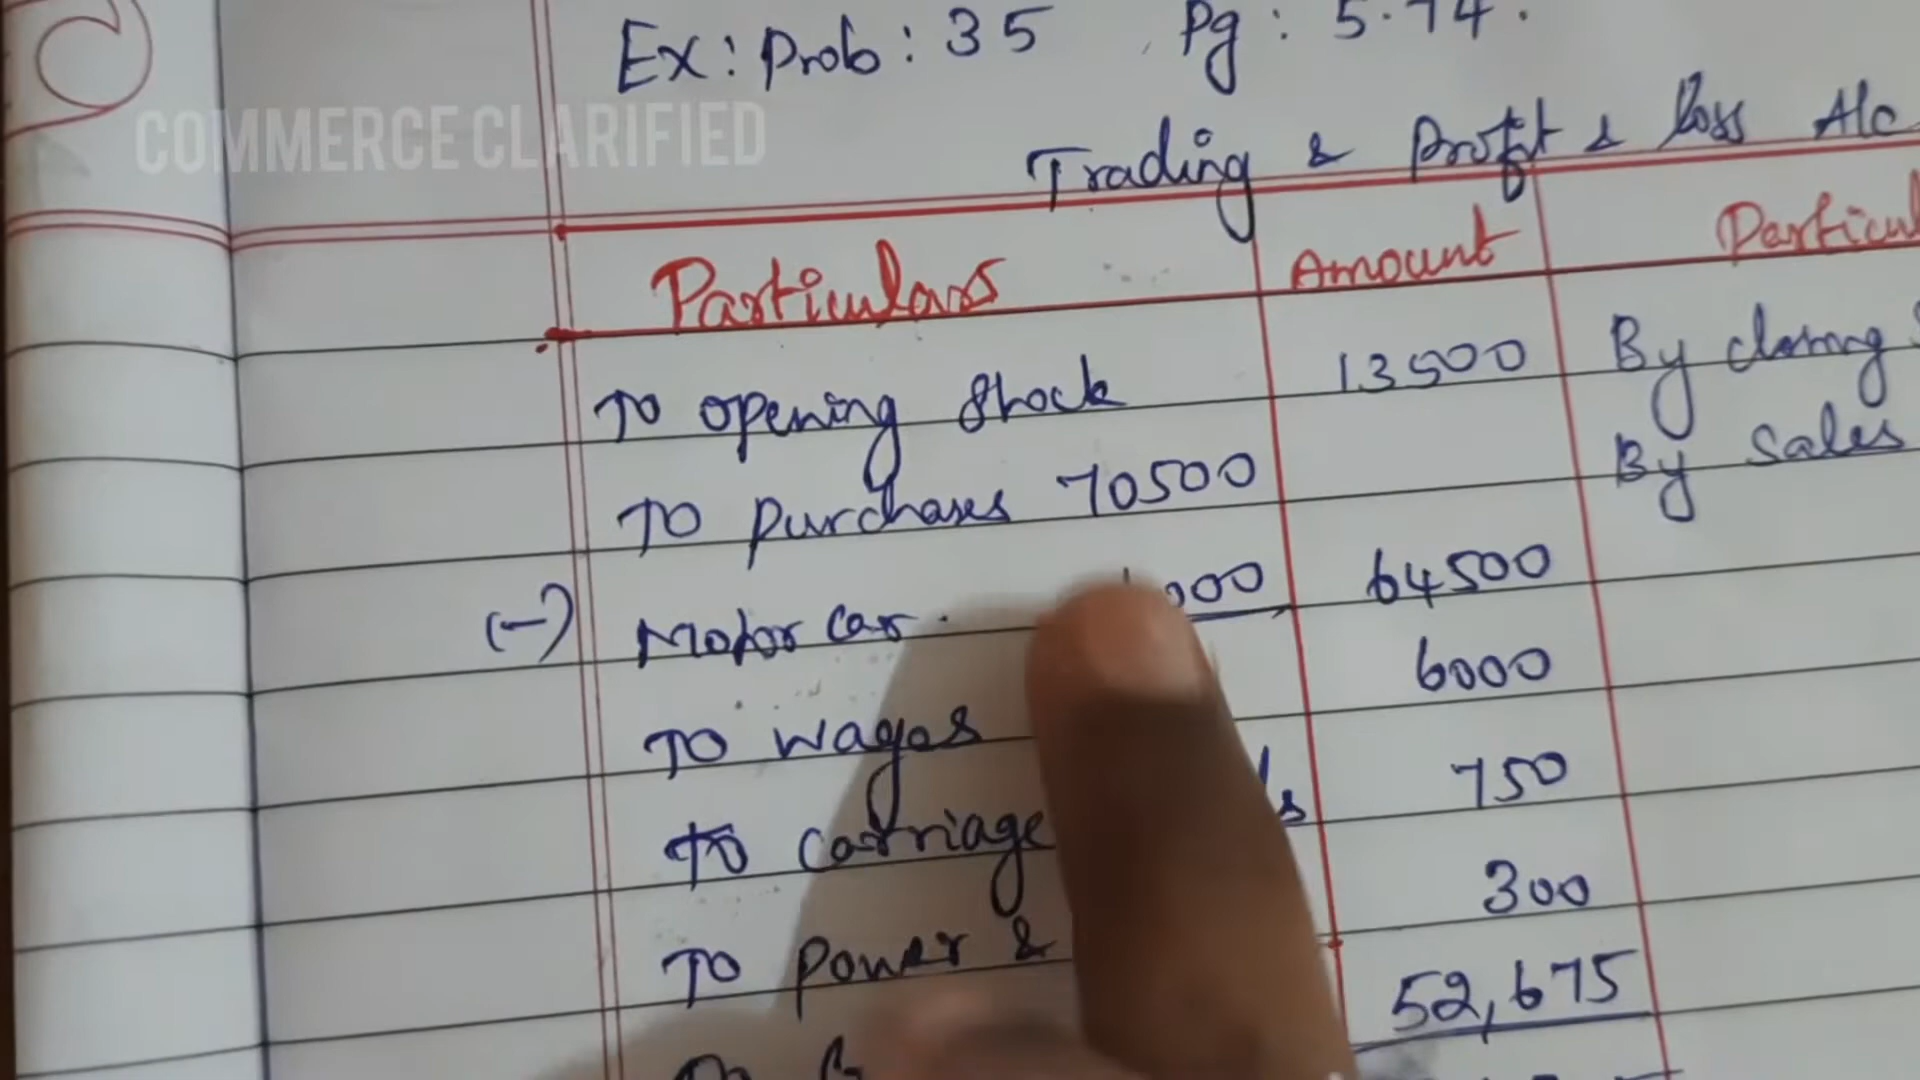 Ex: Prob: 35 Pg: 5.74.
COMMERCE CLARIFIED
Trading & Profit & loss A/c
Particulars Amount
To opening Stock 13500 By closing
To purchases 70500 By Sales
(-) Motor car. 000 64500
To wages 6000
To carriage 750
To Power & 300
52,675